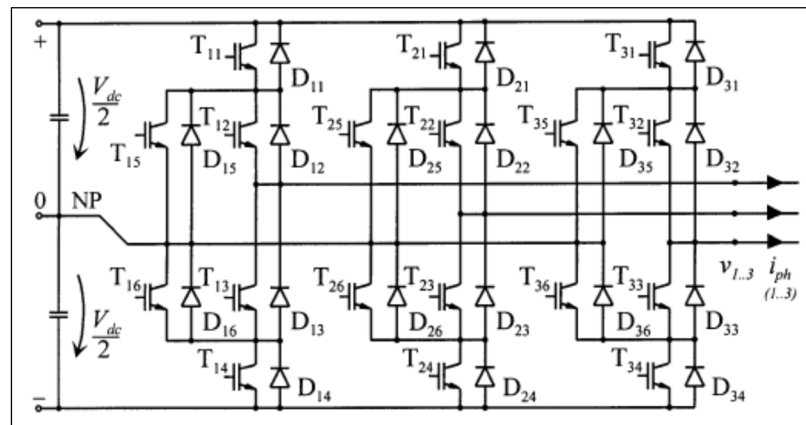 +
T11 D11 T21 D21 T31 D31
Vdc/2
T15 T12 D15 D12 T25 T22 D25 D22 T35 T32 D35 D32
0 NP
T16 T13 D16 D13 T26 T23 D26 D23 T36 T33 D36 D33
v1..3 iph (1..3)
Vdc/2
T14 D14 T24 D24 T34 D34
−